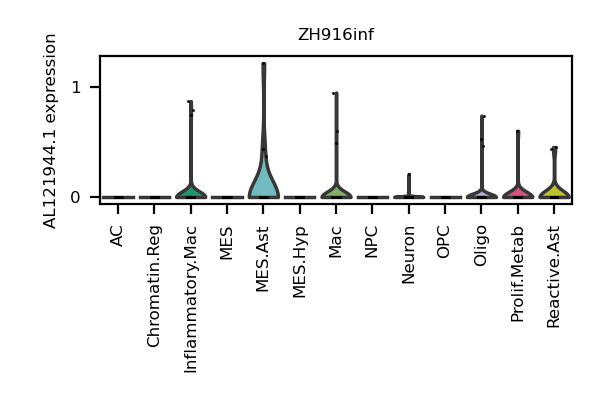 ZH916inf
AL121944.1 expression
1
0
AC
Chromatin.Reg
Inflammatory.Mac
MES
MES.Ast
MES.Hyp
Mac
NPC
Neuron
OPC
Oligo
Prolif.Metab
Reactive.Ast